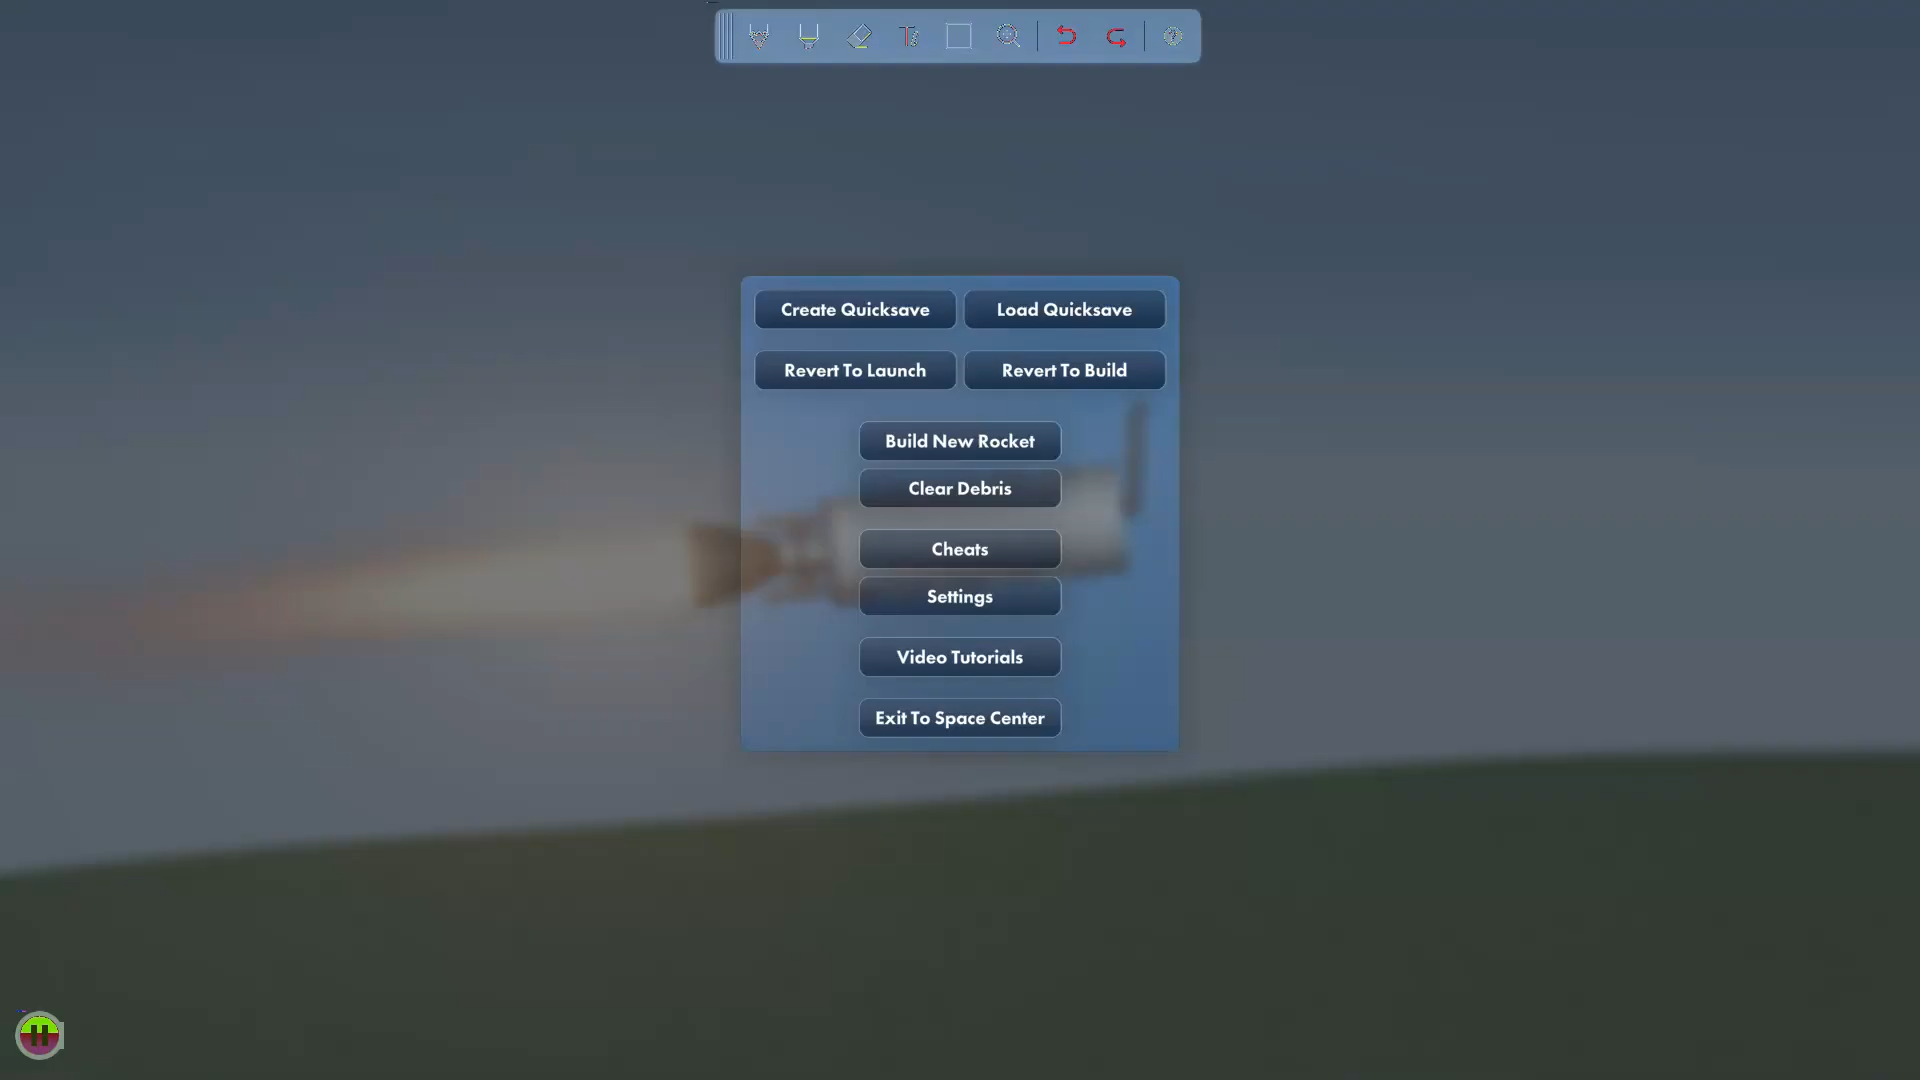 Create Quicksave Load Quicksave
Revert To Launch Revert To Build
Build New Rocket
Clear Debris
Cheats
Settings
Video Tutorials
Exit To Space Center